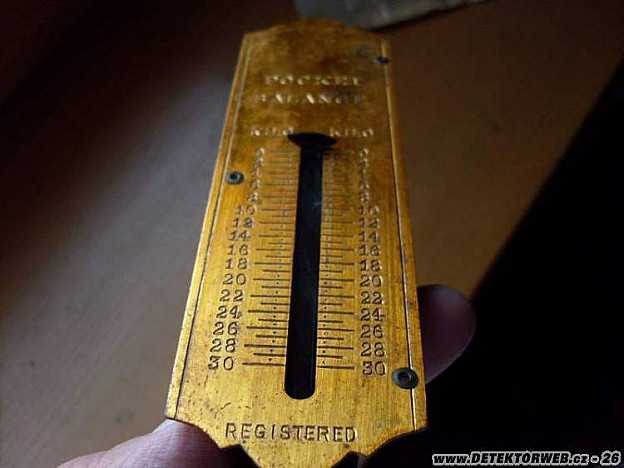 POCKET
BALANCE
KILO KILO
10 10
12 12
14 14
16 16
18 18
20 20
22 22
24 24
26 26
28 28
30 30
REGISTERED
www.DETEKTORWEB.cz - 26